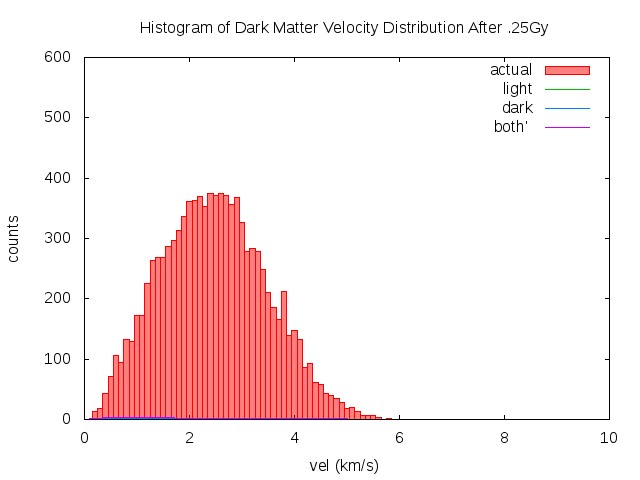 Histogram of Dark Matter Velocity Distribution After .25Gy
600
500
400
300
200
100
0
counts
actual
light
dark
both'
0 2 4 6 8 10
vel (km/s)